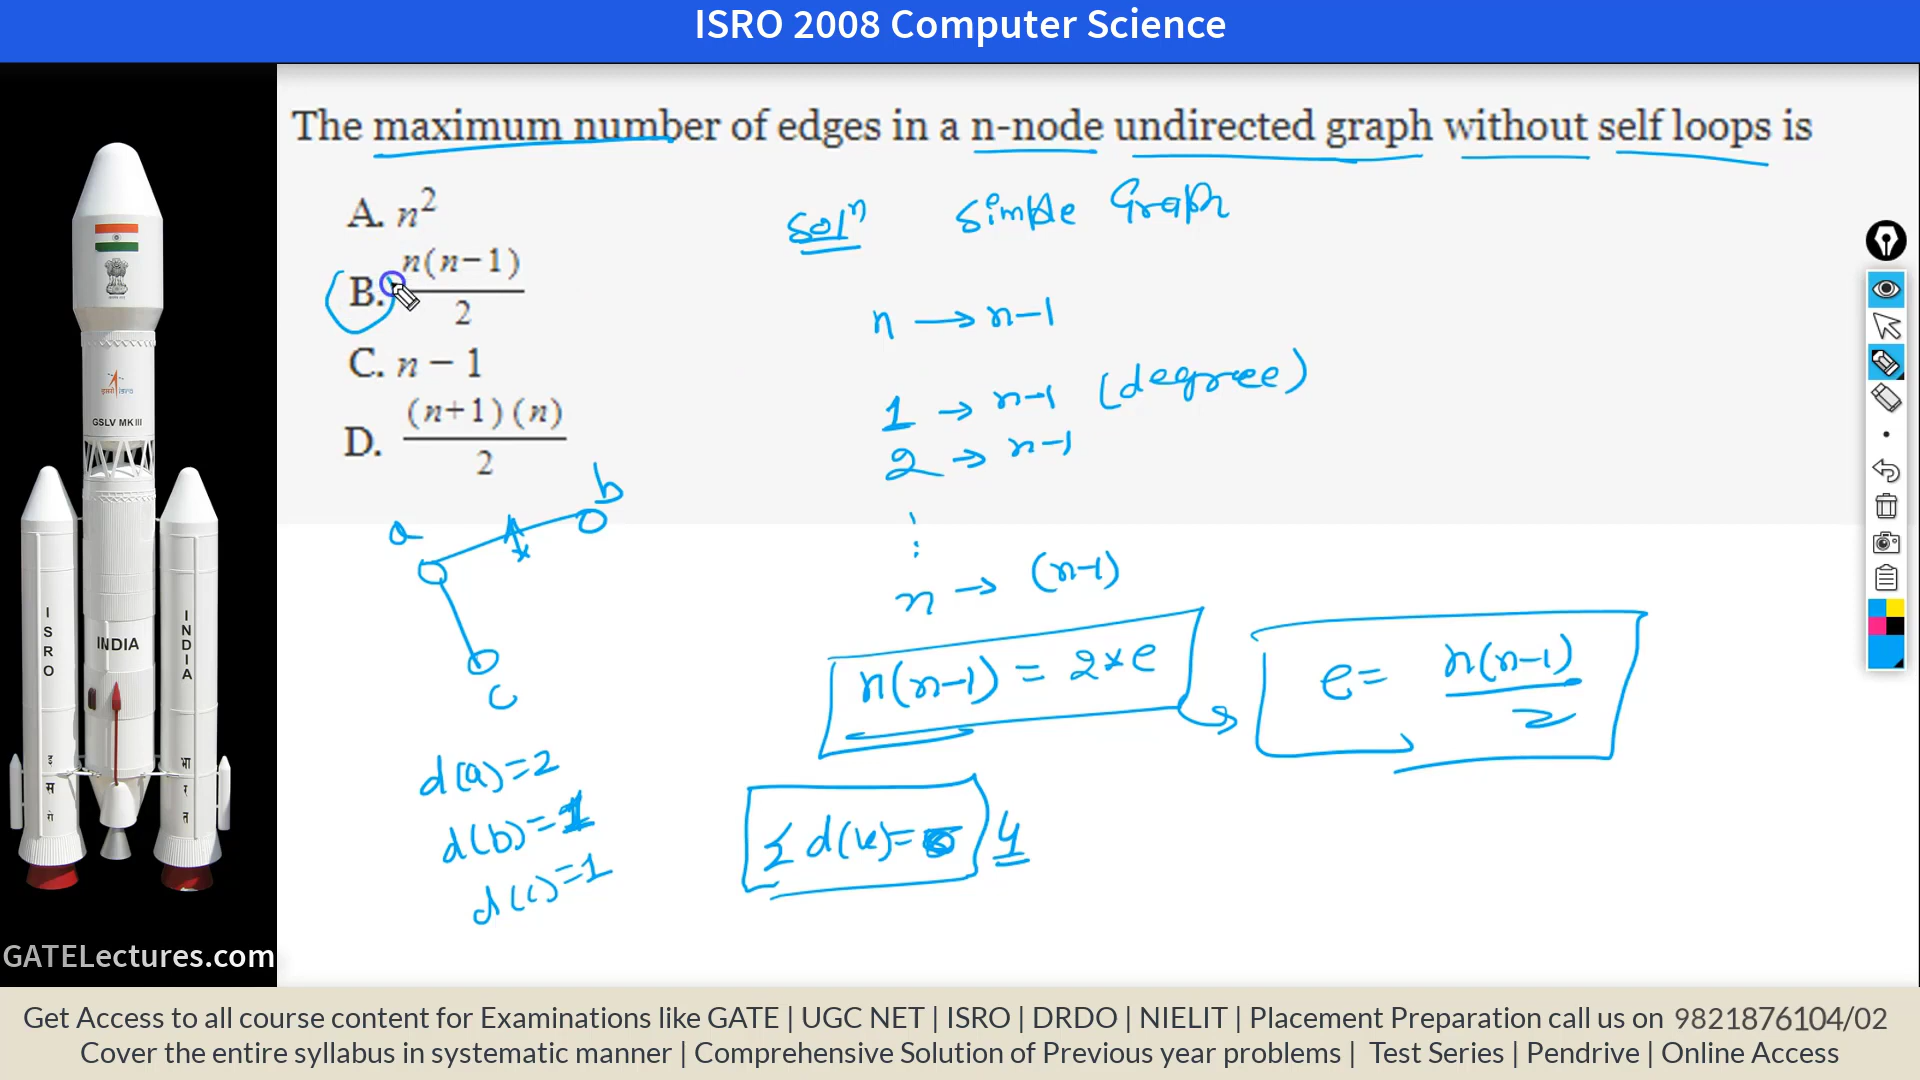 ISRO 2008 Computer Science
The maximum number of edges in a n-node undirected graph without self loops is
A. n²
B. n(n−1)/2
C. n − 1
D. (n+1)(n)/2
Solⁿ Simple Graph
n → n-1
1 → n-1 (degree)
2 → n-1
⋮
n → (n-1)
n(n-1) = 2*e
e = n(n-1)/2
a
b
c
d(a)=2
d(b)=1
d(c)=1
Σ d(v)= 4
GSLV MK III
इसरो isro
ISRO
INDIA
INDIA
इ स रो
भा र त
GATELectures.com
Get Access to all course content for Examinations like GATE | UGC NET | ISRO | DRDO | NIELIT | Placement Preparation call us on 9821876104/02
Cover the entire syllabus in systematic manner | Comprehensive Solution of Previous year problems | Test Series | Pendrive | Online Access